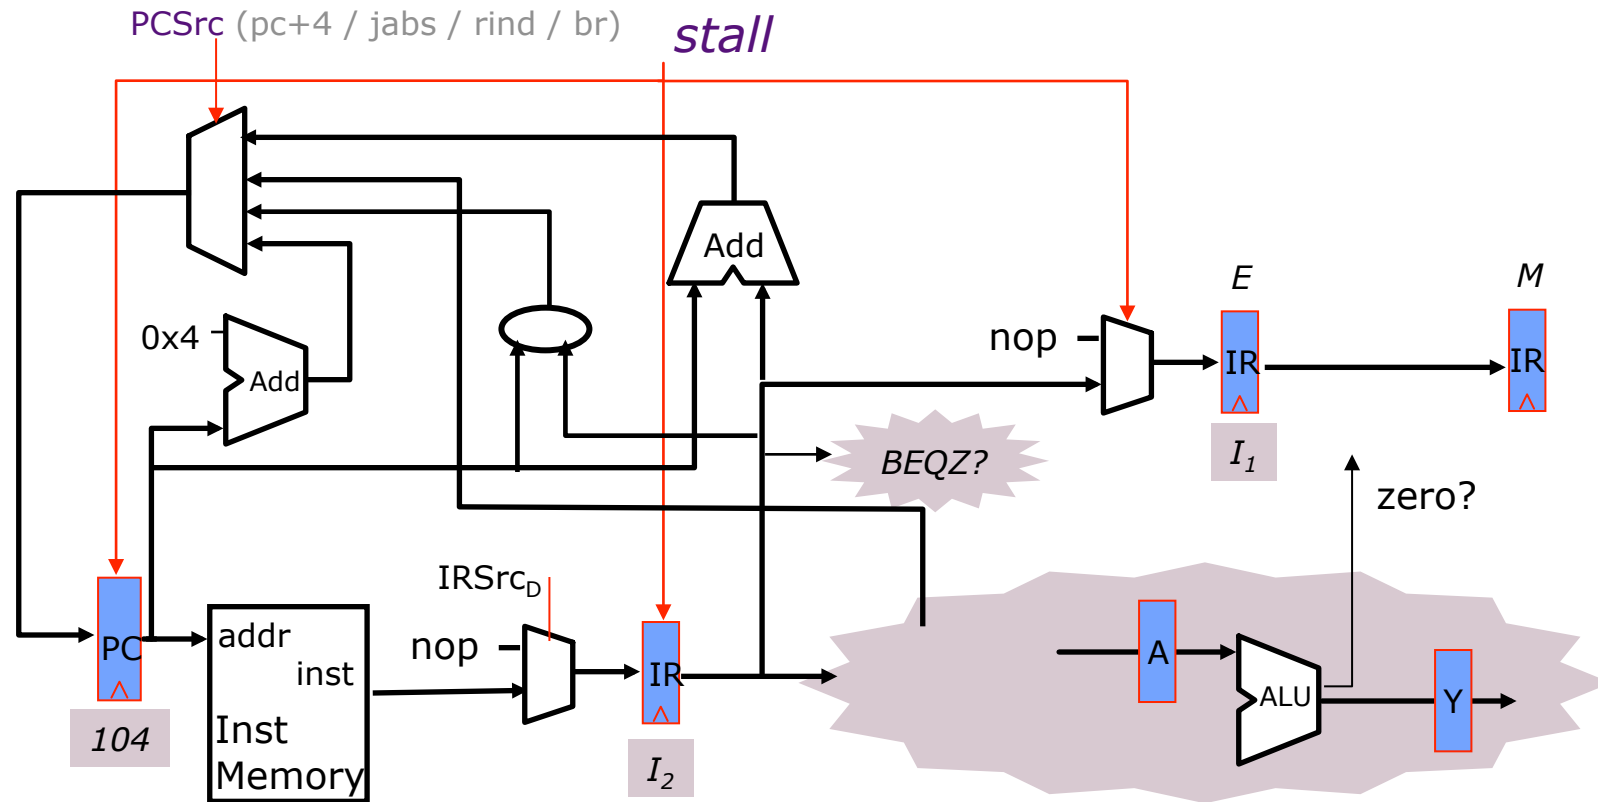 PCSrc (pc+4 / jabs / rind / br)
stall
Add
E
M
0x4
Add
nop
IR
IR
BEQZ?
I1
zero?
IRSrcD
PC
addr
inst
nop
IR
A
ALU
Y
104
Inst
Memory
I2